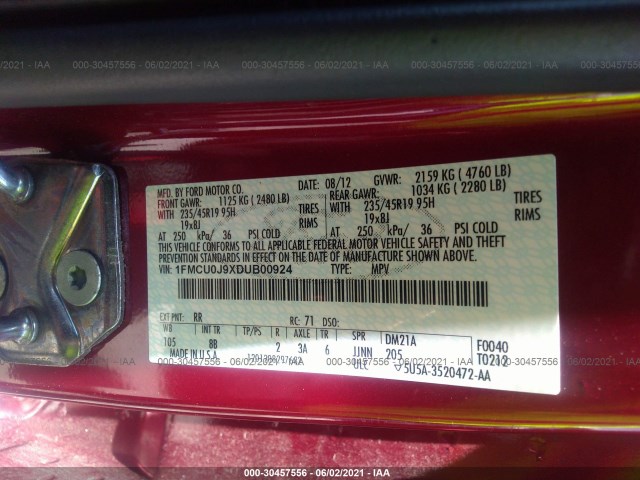 000-30457556 - 06/02/2021 - IAA
MFD. BY FORD MOTOR CO.
DATE: 08/12 GVWR: 2159 KG ( 4760 LB)
FRONT GAWR: 1125 KG ( 2480 LB)
REAR GAWR: 1034 KG ( 2280 LB)
WITH 235/45R19 95H TIRES
WITH 235/45R19 95H TIRES
19x8J RIMS
19x8J RIMS
AT 250 kPa/ 36 PSI COLD
AT 250 kPa/ 36 PSI COLD
THIS VEHICLE CONFORMS TO ALL APPLICABLE FEDERAL MOTOR VEHICLE SAFETY AND THEFT
PREVENTION STANDARDS IN EFFECT ON THE DATE OF MANUFACTURE SHOWN ABOVE.
VIN: 1FMCU0J9XDUB00924 TYPE: MPV
EXT PNT: RR RC: 71 DSO:
WB INT TR TP/PS R AXLE TR SPR DM21A F0040
105 8B 2 3A 6 JJNN 205 T0212
MADE IN U.S.A. ULC 5U5A-3520472-AA
000-30457556 - 06/02/2021 - IAA